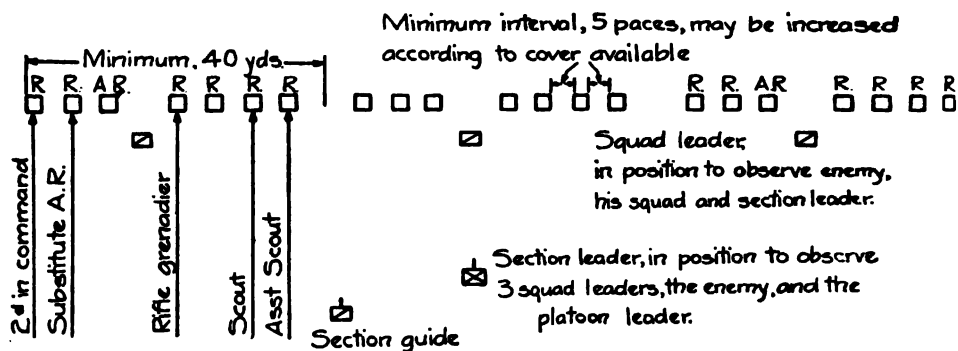 Minimum interval, 5 paces, may be increased
according to cover available
Minimum, 40 yds.
R. R. A.R. R. R. R. R. R. R. A.R. R. R. R. R
Squad leader,
in position to observe enemy,
his squad and section leader.
2d in command
Substitute A.R.
Rifle grenadier
Scout
Asst Scout
Section leader, in position to observe
3 squad leaders, the enemy, and the
platoon leader.
Section guide